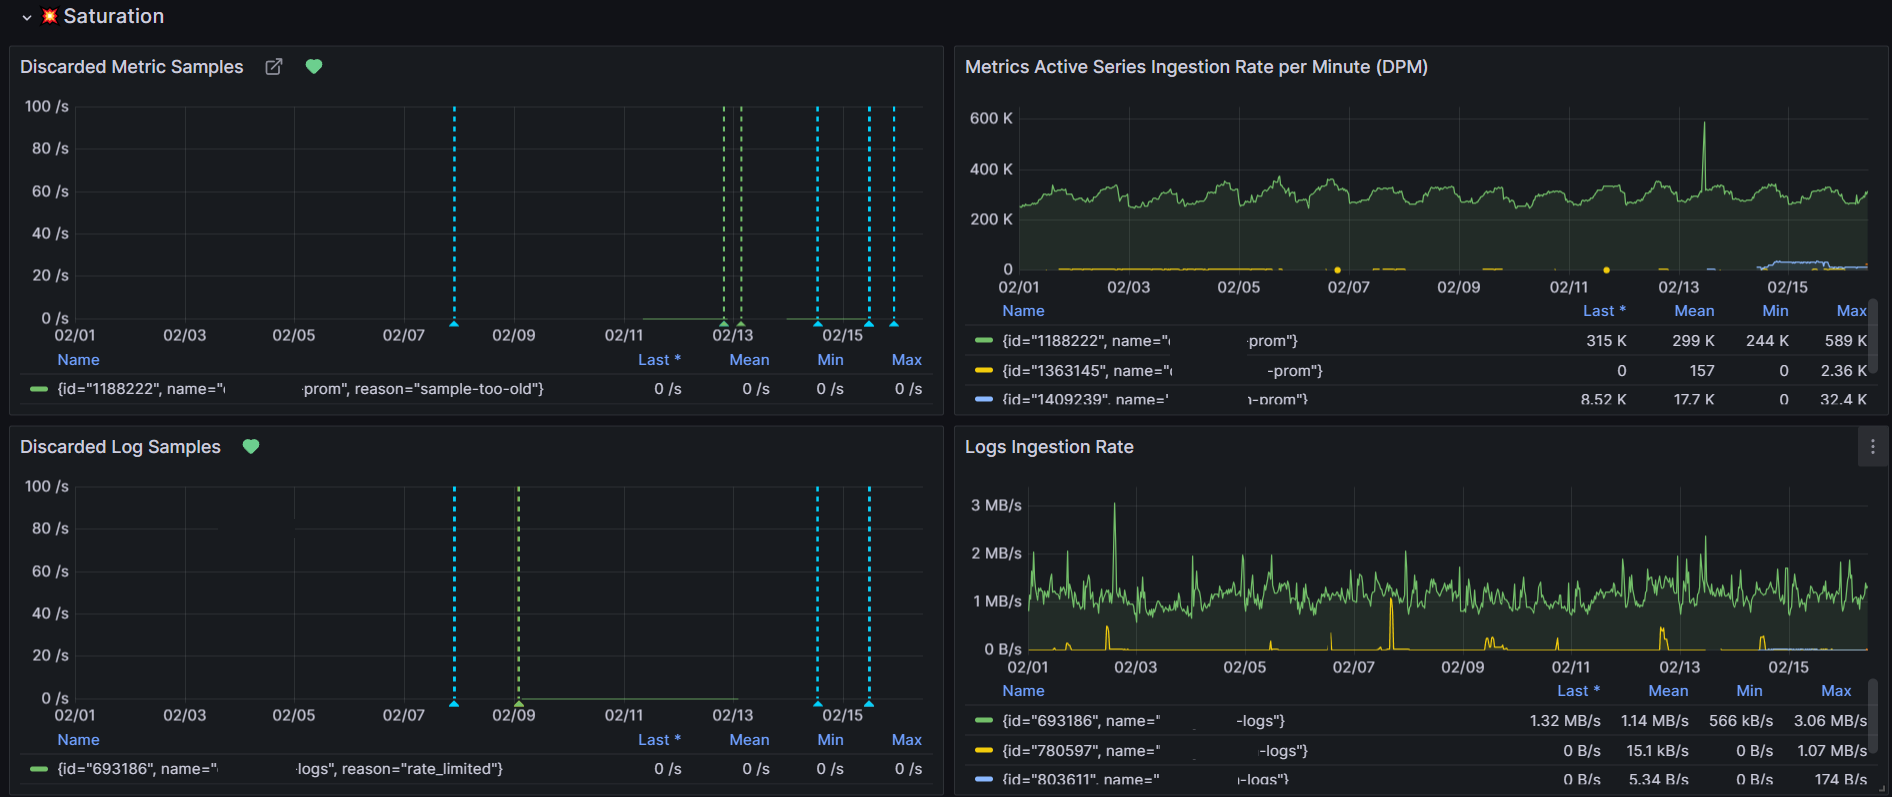 Saturation
Discarded Metric Samples
100 /s
80 /s
60 /s
40 /s
20 /s
0 /s
02/01 02/03 02/05 02/07 02/09 02/11 02/13 02/15
Name Last * Mean Min Max
{id="1188222", name=" -prom", reason="sample-too-old"} 0 /s 0 /s 0 /s 0 /s
Metrics Active Series Ingestion Rate per Minute (DPM)
600 K
400 K
200 K
0
02/01 02/03 02/05 02/07 02/09 02/11 02/13 02/15
Name Last * Mean Min Max
{id="1188222", name=" -prom"} 315 K 299 K 244 K 589 K
{id="1363145", name=" -prom"} 0 157 0 2.36 K
{id="1409239", name=" -prom"} 8.52 K 17.7 K 0 32.4 K
Discarded Log Samples
100 /s
80 /s
60 /s
40 /s
20 /s
0 /s
02/01 02/03 02/05 02/07 02/09 02/11 02/13 02/15
Name Last * Mean Min Max
{id="693186", name=" logs", reason="rate_limited"} 0 /s 0 /s 0 /s 0 /s
Logs Ingestion Rate
3 MB/s
2 MB/s
1 MB/s
0 B/s
02/01 02/03 02/05 02/07 02/09 02/11 02/13 02/15
Name Last * Mean Min Max
{id="693186", name=" -logs"} 1.32 MB/s 1.14 MB/s 566 kB/s 3.06 MB/s
{id="780597", name=" -logs"} 0 B/s 15.1 kB/s 0 B/s 1.07 MB/s
{id="803611", name=" -logs"} 0 B/s 5.34 B/s 0 B/s 174 B/s